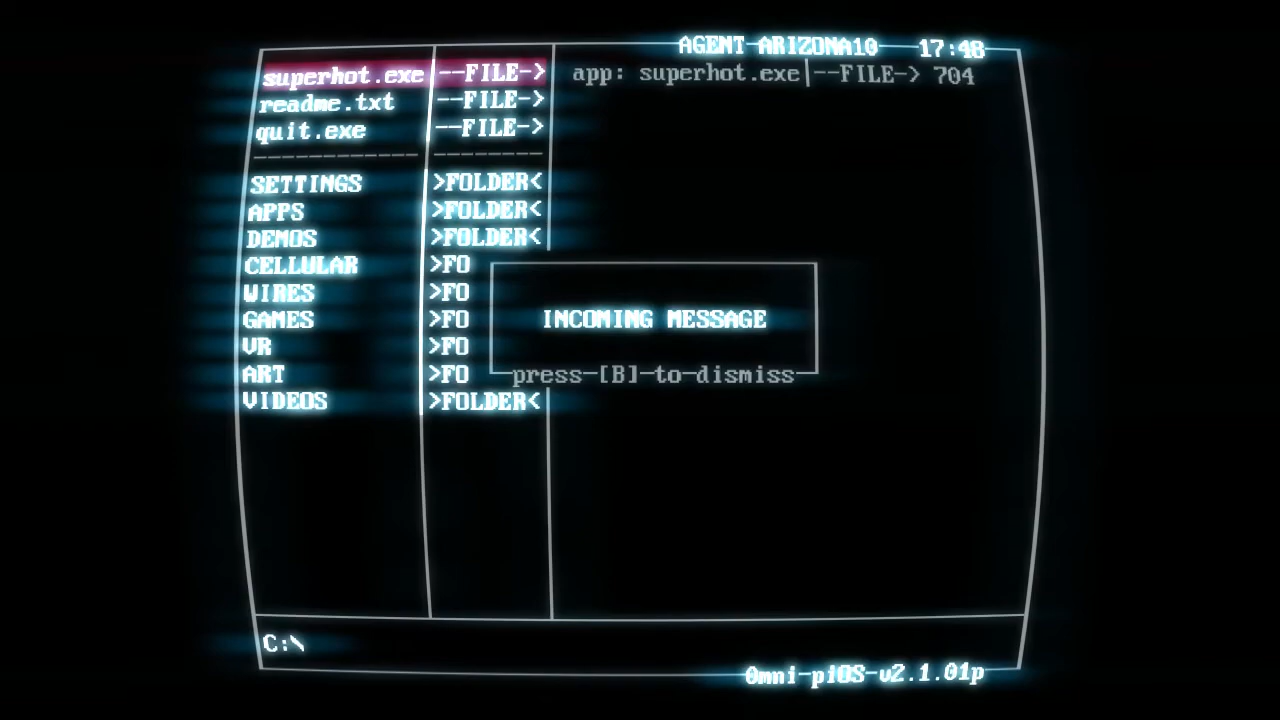 AGENT ARIZONA10 17:48
superhot.exe --FILE-> app: superhot.exe --FILE-> 704
readme.txt --FILE->
quit.exe --FILE->
SETTINGS >FOLDER<
APPS >FOLDER<
DEMOS >FOLDER<
CELLULAR >FO
WIRES >FO
GAMES >FO
VR >FO
ART >FO
VIDEOS >FOLDER<
INCOMING MESSAGE
press-[B]-to-dismiss
C:\
0mni-piOS-v2.1.01p